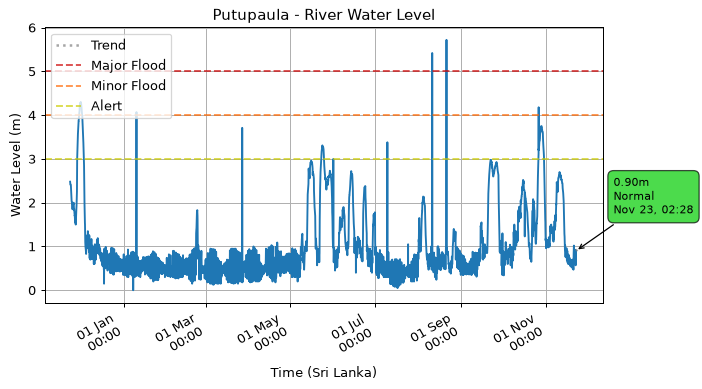 Putupaula - River Water Level
Trend
Major Flood
Minor Flood
Alert
Water Level (m)
6
5
4
3
2
1
0
0.90m
Normal
Nov 23, 02:28
01 Jan
00:00
01 Mar
00:00
01 May
00:00
01 Jul
00:00
01 Sep
00:00
01 Nov
00:00
Time (Sri Lanka)